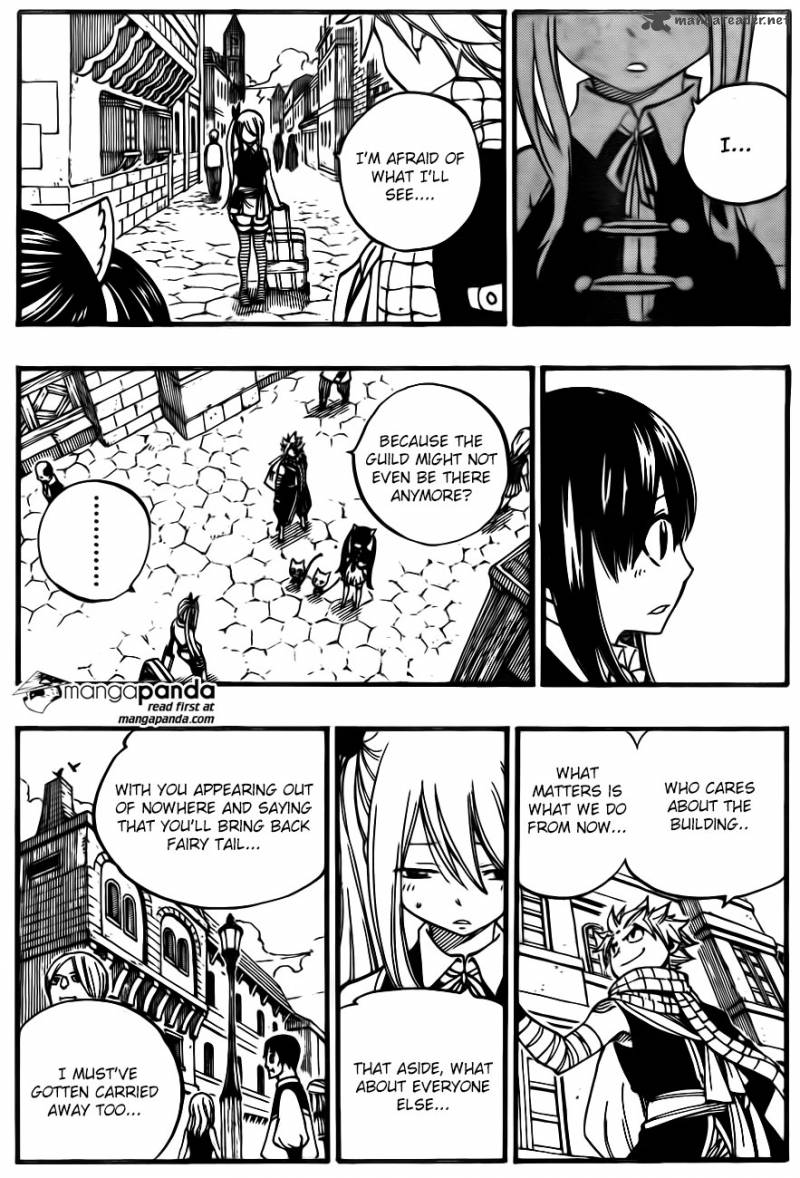 mangareader.net
I...
I'M AFRAID OF
WHAT I'LL
SEE....
BECAUSE THE
GUILD MIGHT NOT
EVEN BE THERE
ANYMORE?
.........
mangapanda
read first at
mangapanda.com
WHO CARES
ABOUT THE
BUILDING..
WHAT
MATTERS IS
WHAT WE DO
FROM NOW...
THAT ASIDE, WHAT
ABOUT EVERYONE
ELSE...
WITH YOU APPEARING OUT
OF NOWHERE AND SAYING
THAT YOU'LL BRING BACK
FAIRY TAIL...
I MUST'VE
GOTTEN CARRIED
AWAY TOO...